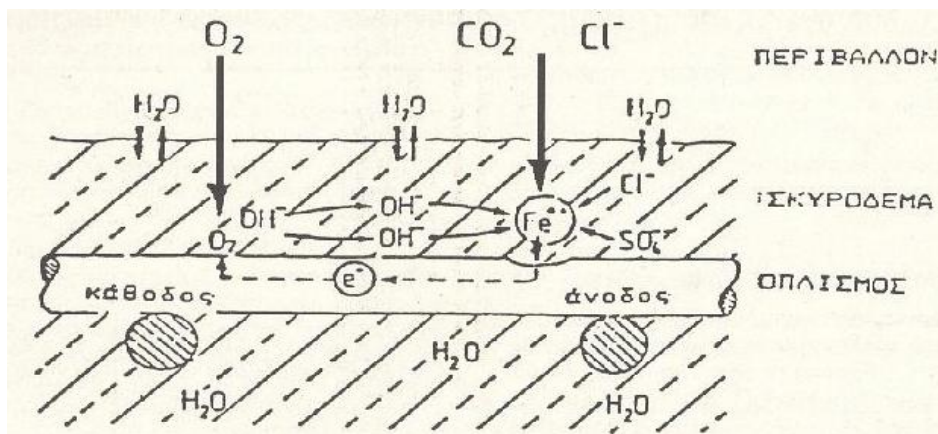 O₂ CO₂ Cl
ΠΕΡΙΒΑΛΛΟΝ
H₂O H₂O H₂O
Cl⁻
ΣΚΥΡΟΔΕΜΑ
OH⁻ OH⁻ Fe⁺⁺
O₂ OH⁻ SO₄⁻⁻
e⁻
κάθοδος άνοδος ΟΠΛΙΣΜΟΣ
H₂O
H₂O H₂O